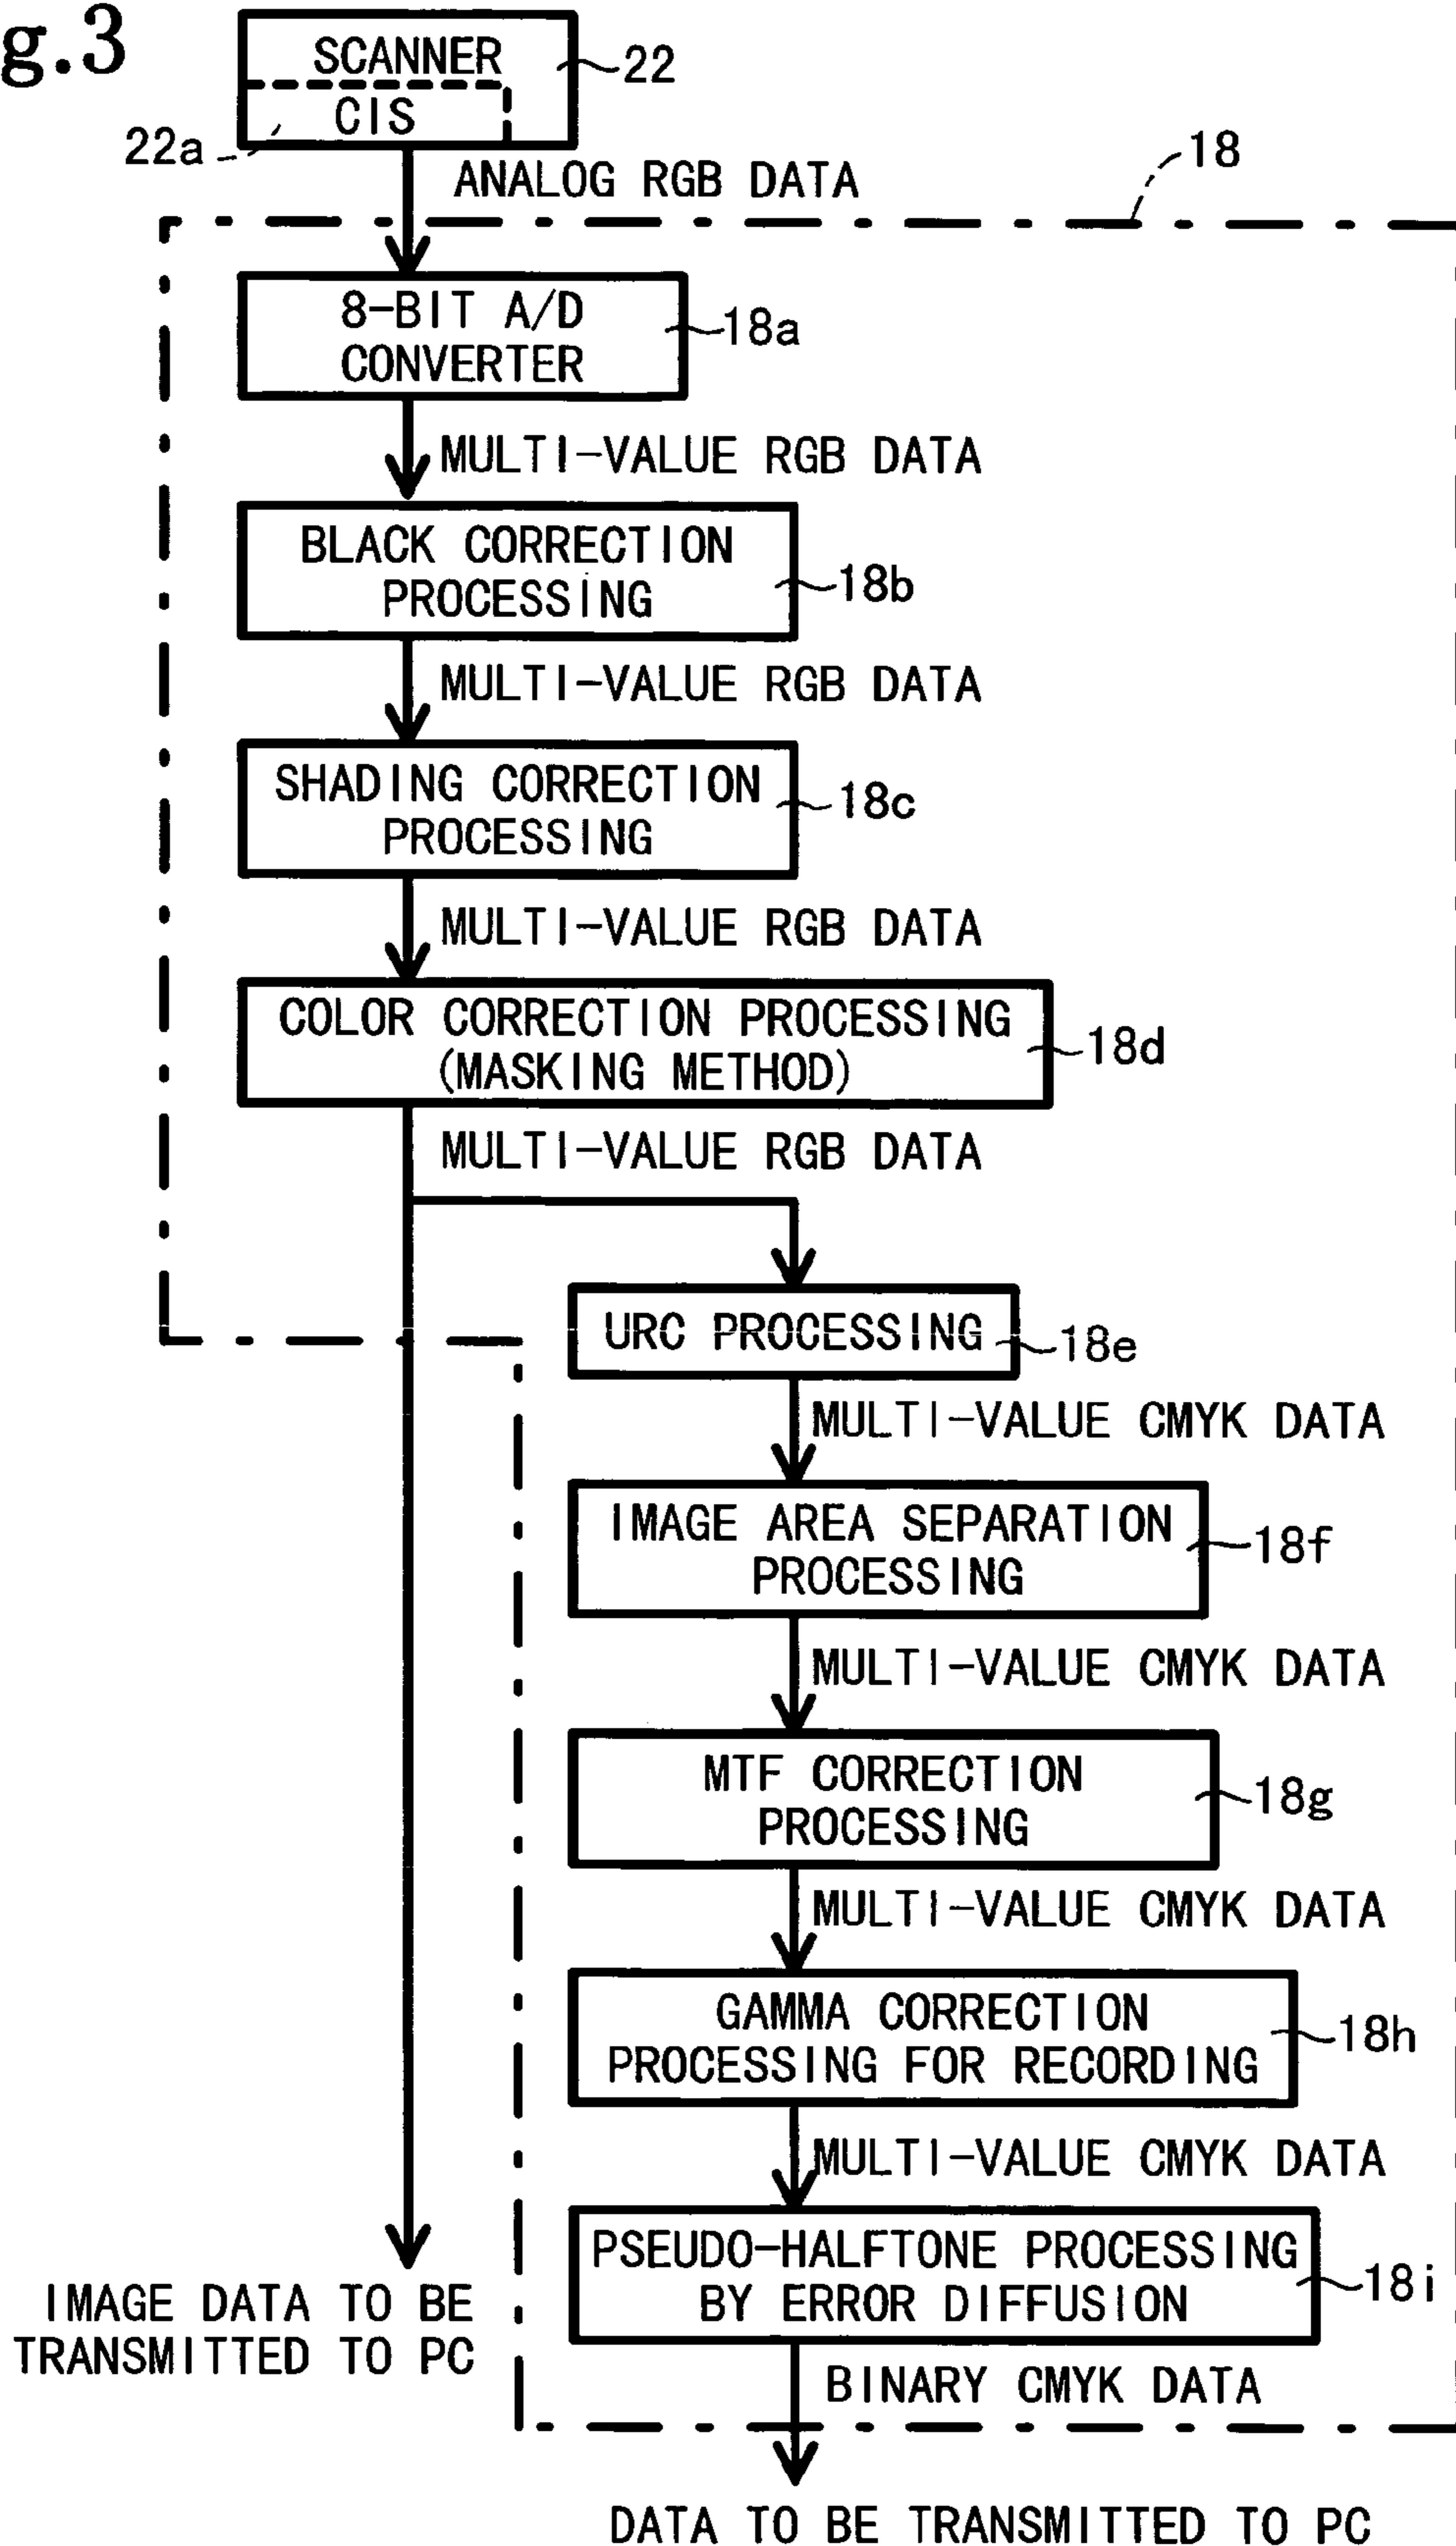 g.3
SCANNER
22
CIS
22a
ANALOG RGB DATA
18
8-BIT A/D
CONVERTER
18a
MULTI-VALUE RGB DATA
BLACK CORRECTION
PROCESSING
18b
MULTI-VALUE RGB DATA
SHADING CORRECTION
PROCESSING
18c
MULTI-VALUE RGB DATA
COLOR CORRECTION PROCESSING
(MASKING METHOD)
18d
MULTI-VALUE RGB DATA
URC PROCESSING
18e
MULTI-VALUE CMYK DATA
IMAGE AREA SEPARATION
PROCESSING
18f
MULTI-VALUE CMYK DATA
MTF CORRECTION
PROCESSING
18g
MULTI-VALUE CMYK DATA
GAMMA CORRECTION
PROCESSING FOR RECORDING
18h
MULTI-VALUE CMYK DATA
PSEUDO-HALFTONE PROCESSING
BY ERROR DIFFUSION
18i
IMAGE DATA TO BE
TRANSMITTED TO PC
BINARY CMYK DATA
DATA TO BE TRANSMITTED TO PC